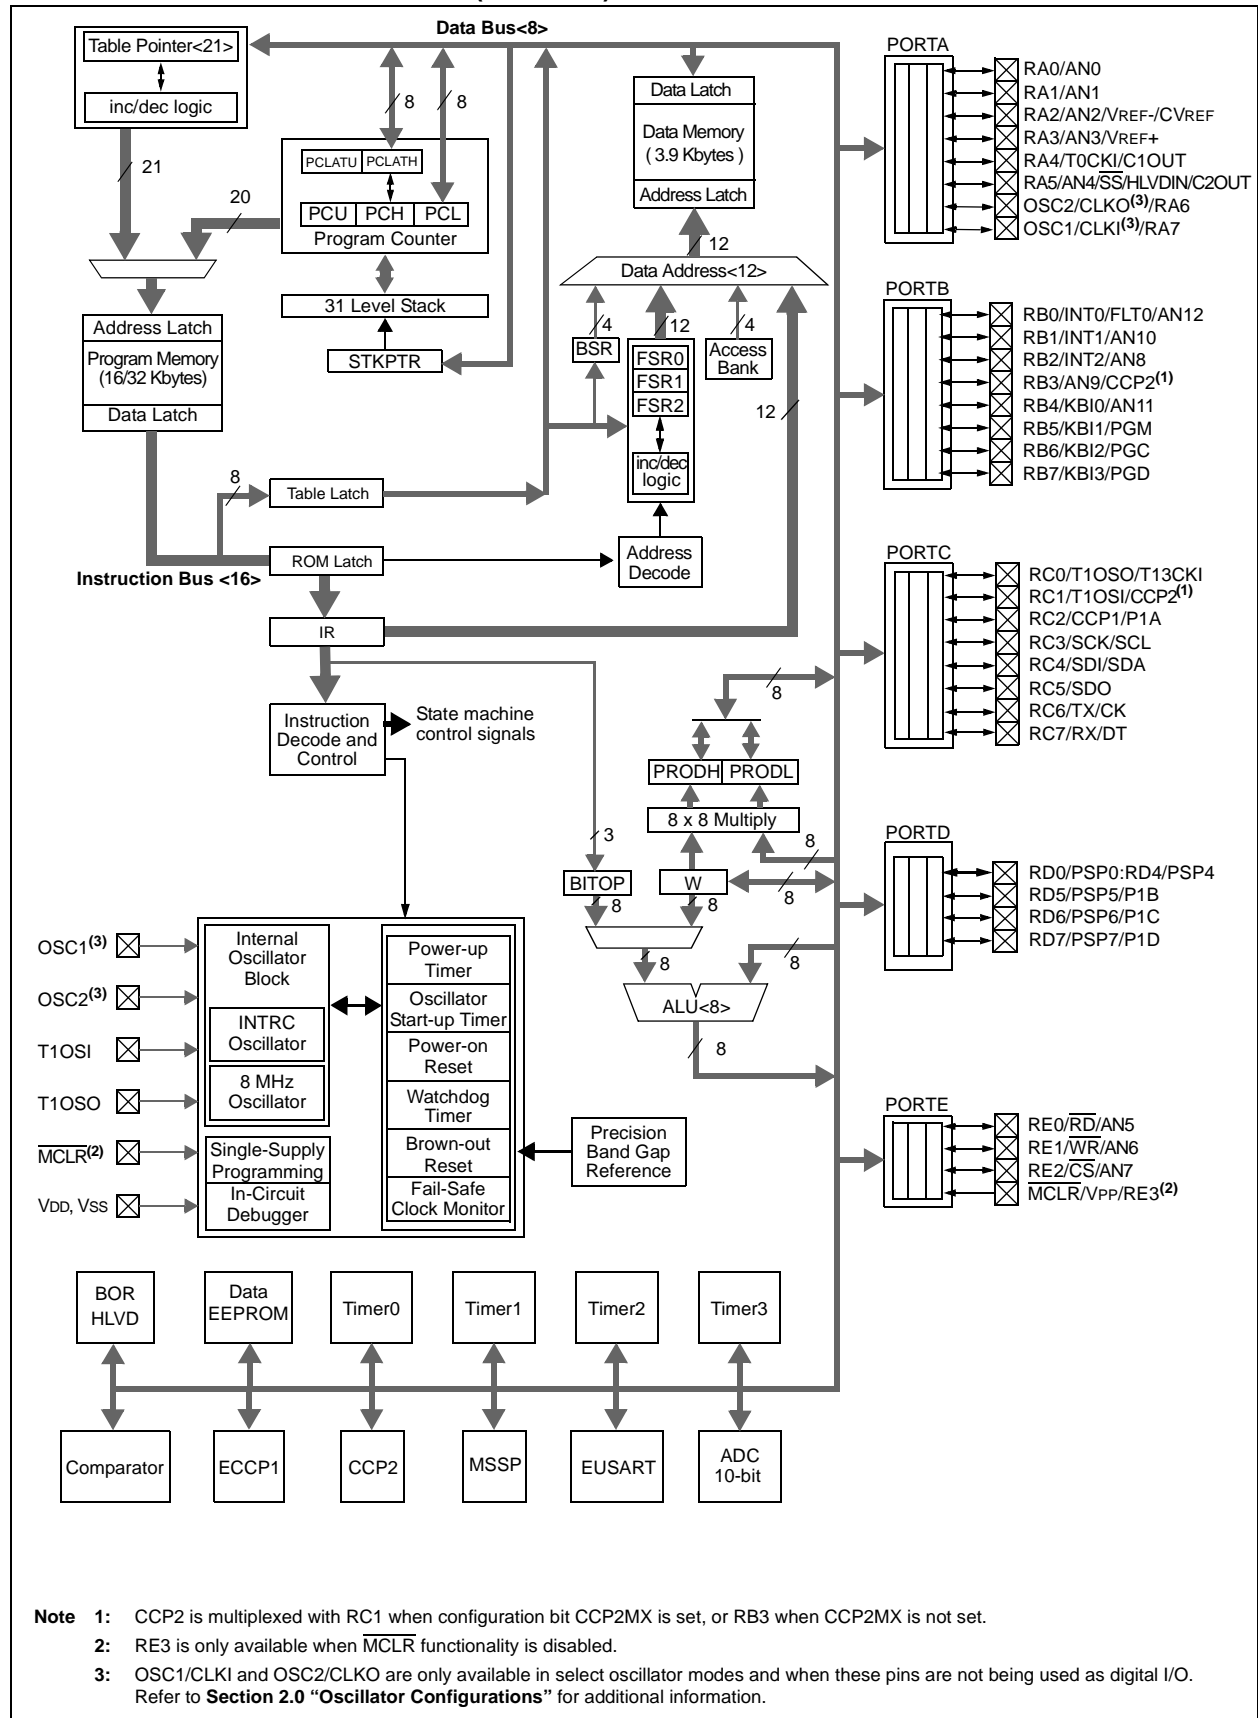 Data Bus<8>
Table Pointer<21>
inc/dec logic
21
20
8
8
PCLATU
PCLATH
PCU
PCH
PCL
Program Counter
31 Level Stack
STKPTR
Data Latch
Data Memory
( 3.9 Kbytes )
Address Latch
12
Data Address<12>
4
12
4
BSR
FSR0
FSR1
FSR2
inc/dec
logic
Access
Bank
12
Address Latch
Program Memory
(16/32 Kbytes)
Data Latch
8
Table Latch
ROM Latch
Instruction Bus <16>
Address
Decode
IR
Instruction
Decode and
Control
State machine
control signals
8
PRODH
PRODL
8 x 8 Multiply
3
8
BITOP
W
8
8
8
8
8
ALU<8>
8
OSC1(3)
OSC2(3)
T1OSI
T1OSO
MCLR(2)
VDD, VSS
Internal
Oscillator
Block
INTRC
Oscillator
8 MHz
Oscillator
Single-Supply
Programming
In-Circuit
Debugger
Power-up
Timer
Oscillator
Start-up Timer
Power-on
Reset
Watchdog
Timer
Brown-out
Reset
Fail-Safe
Clock Monitor
Precision
Band Gap
Reference
PORTA
RA0/AN0
RA1/AN1
RA2/AN2/VREF-/CVREF
RA3/AN3/VREF+
RA4/T0CKI/C1OUT
RA5/AN4/SS/HLVDIN/C2OUT
OSC2/CLKO(3)/RA6
OSC1/CLKI(3)/RA7
PORTB
RB0/INT0/FLT0/AN12
RB1/INT1/AN10
RB2/INT2/AN8
RB3/AN9/CCP2(1)
RB4/KBI0/AN11
RB5/KBI1/PGM
RB6/KBI2/PGC
RB7/KBI3/PGD
PORTC
RC0/T1OSO/T13CKI
RC1/T1OSI/CCP2(1)
RC2/CCP1/P1A
RC3/SCK/SCL
RC4/SDI/SDA
RC5/SDO
RC6/TX/CK
RC7/RX/DT
PORTD
RD0/PSP0:RD4/PSP4
RD5/PSP5/P1B
RD6/PSP6/P1C
RD7/PSP7/P1D
PORTE
RE0/RD/AN5
RE1/WR/AN6
RE2/CS/AN7
MCLR/VPP/RE3(2)
BOR
HLVD
Data
EEPROM
Timer0
Timer1
Timer2
Timer3
Comparator
ECCP1
CCP2
MSSP
EUSART
ADC
10-bit
Note 1: CCP2 is multiplexed with RC1 when configuration bit CCP2MX is set, or RB3 when CCP2MX is not set.
2: RE3 is only available when MCLR functionality is disabled.
3: OSC1/CLKI and OSC2/CLKO are only available in select oscillator modes and when these pins are not being used as digital I/O.
Refer to Section 2.0 “Oscillator Configurations” for additional information.